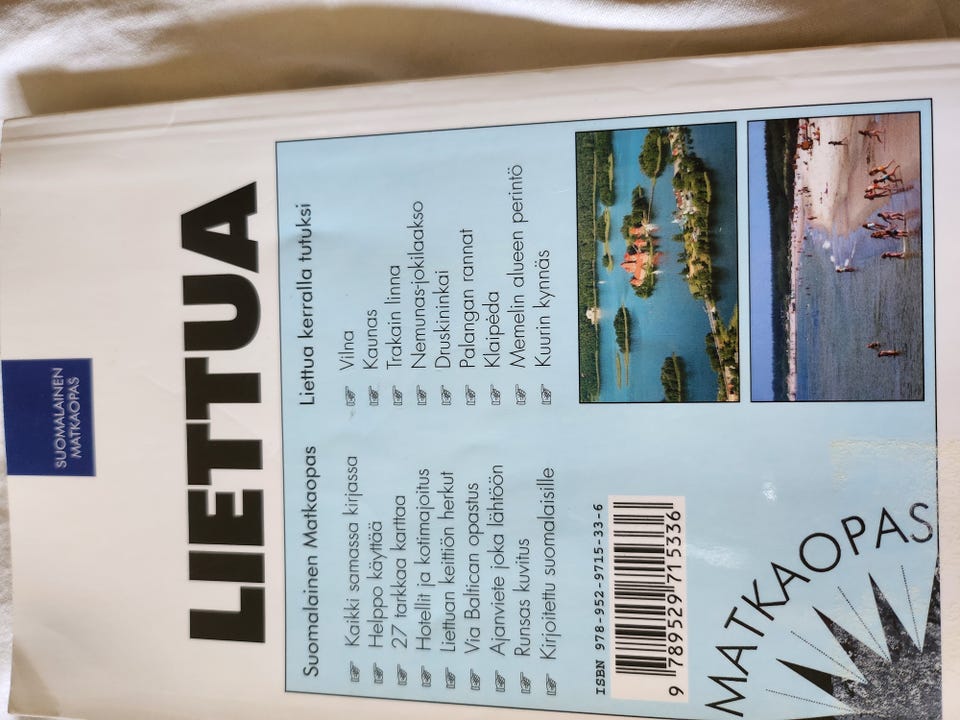 SUOMALAINEN
MATKAOPAS
LIETTUA
Suomalainen Matkaopas
Kaikki samassa kirjassa
Helppo käyttää
27 tarkkaa karttaa
Hotellit ja kotimajoitus
Liettuan keittiön herkut
Via Baltican opastus
Ajanviete joka lähtöön
Runsas kuvitus
Kirjoitettu suomalaisille
Liettua kerralla tutuksi
Vilna
Kaunas
Trakain linna
Nemunas-jokilaakso
Druskininkai
Palangan rannat
Klaipėda
Memelin alueen perintö
Kuurin kynnäs
ISBN 978-952-9715-33-6
9 789529 715336
MATKAOPAS